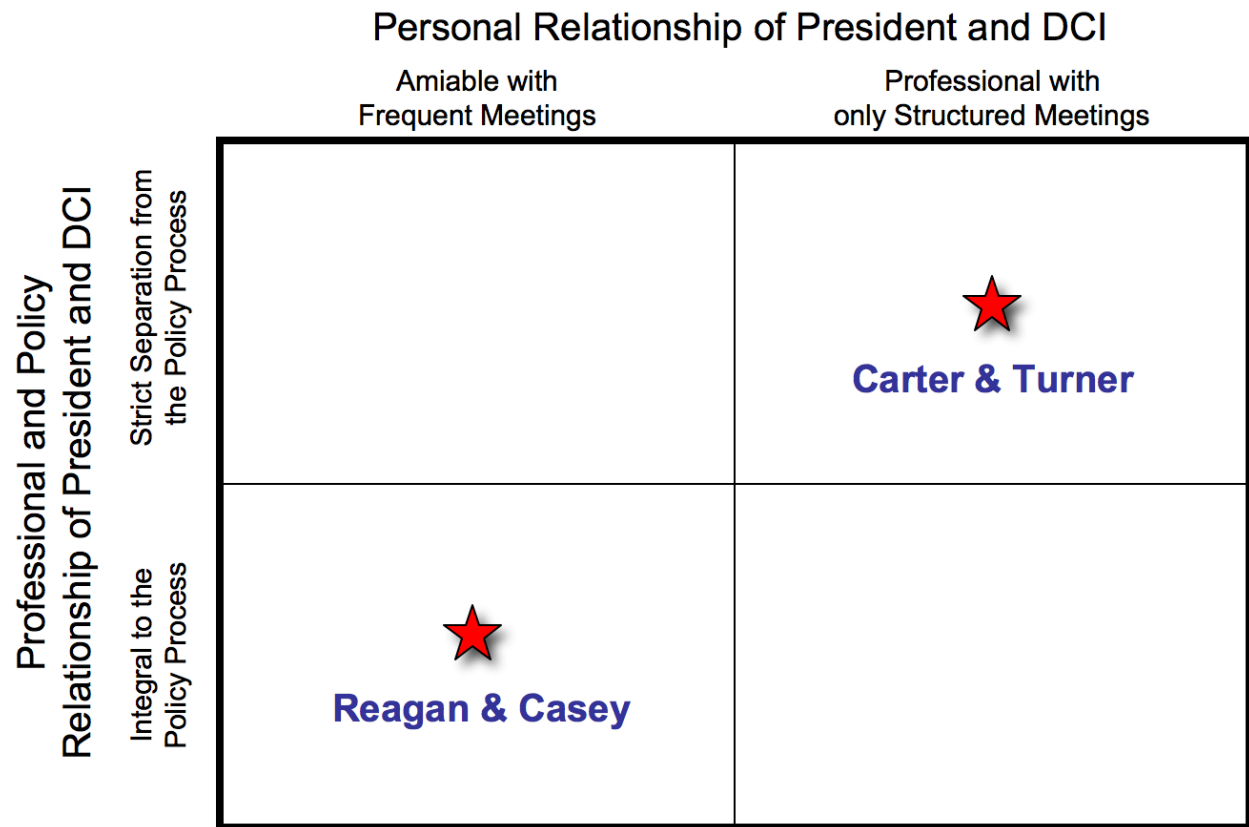 Personal Relationship of President and DCI
Amiable with
Frequent Meetings
Professional with
only Structured Meetings
Professional and Policy
Relationship of President and DCI
Strict Separation from
the Policy Process
Carter & Turner
Integral to the
Policy Process
Reagan & Casey